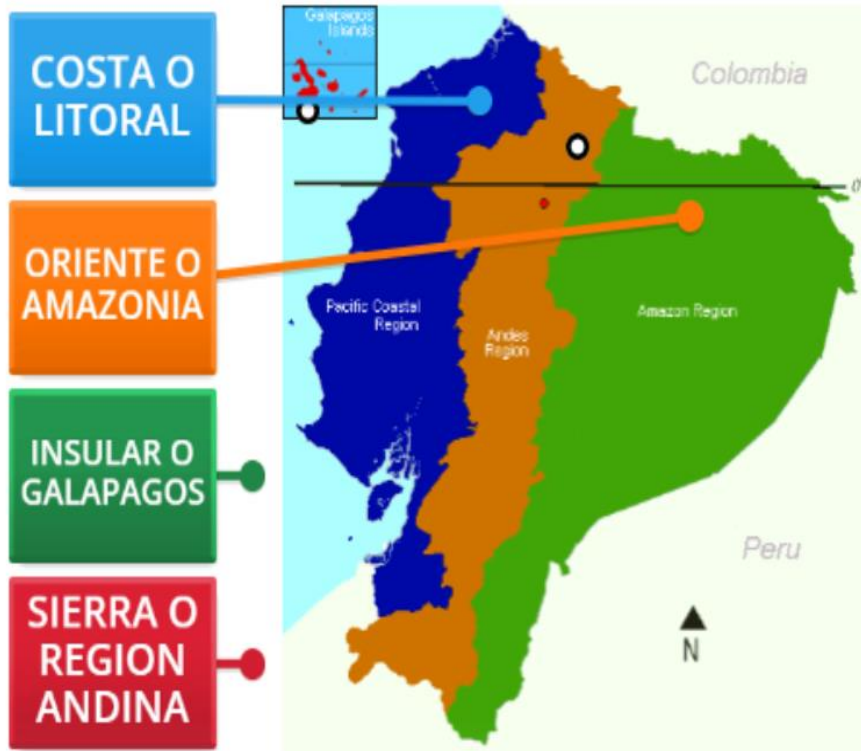 COSTA O
LITORAL
ORIENTE O
AMAZONIA
INSULAR O
GALAPAGOS
SIERRA O
REGION
ANDINA
Galapagos
Islands
Colombia
0°
Pacific Coastal
Region
Andes
Region
Amazon Region
Peru
N